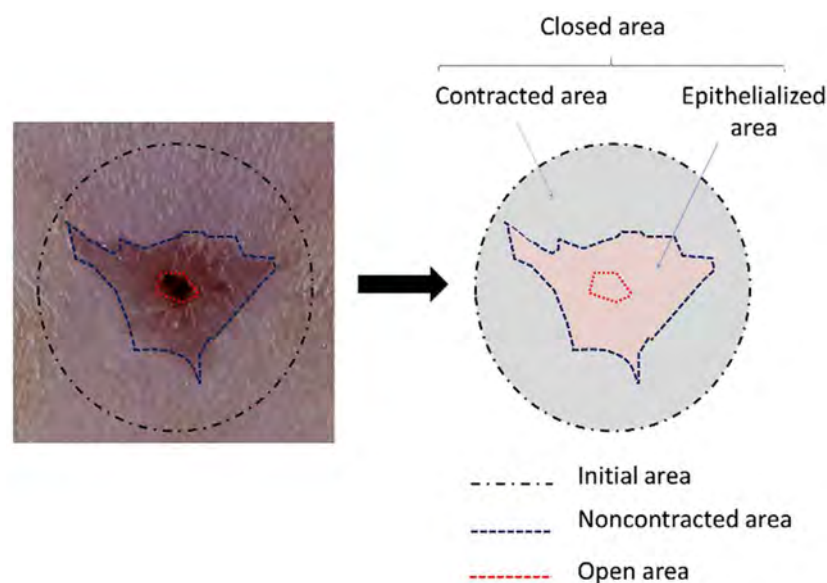 Closed area
Contracted area
Epithelialized
area
Initial area
Noncontracted area
Open area